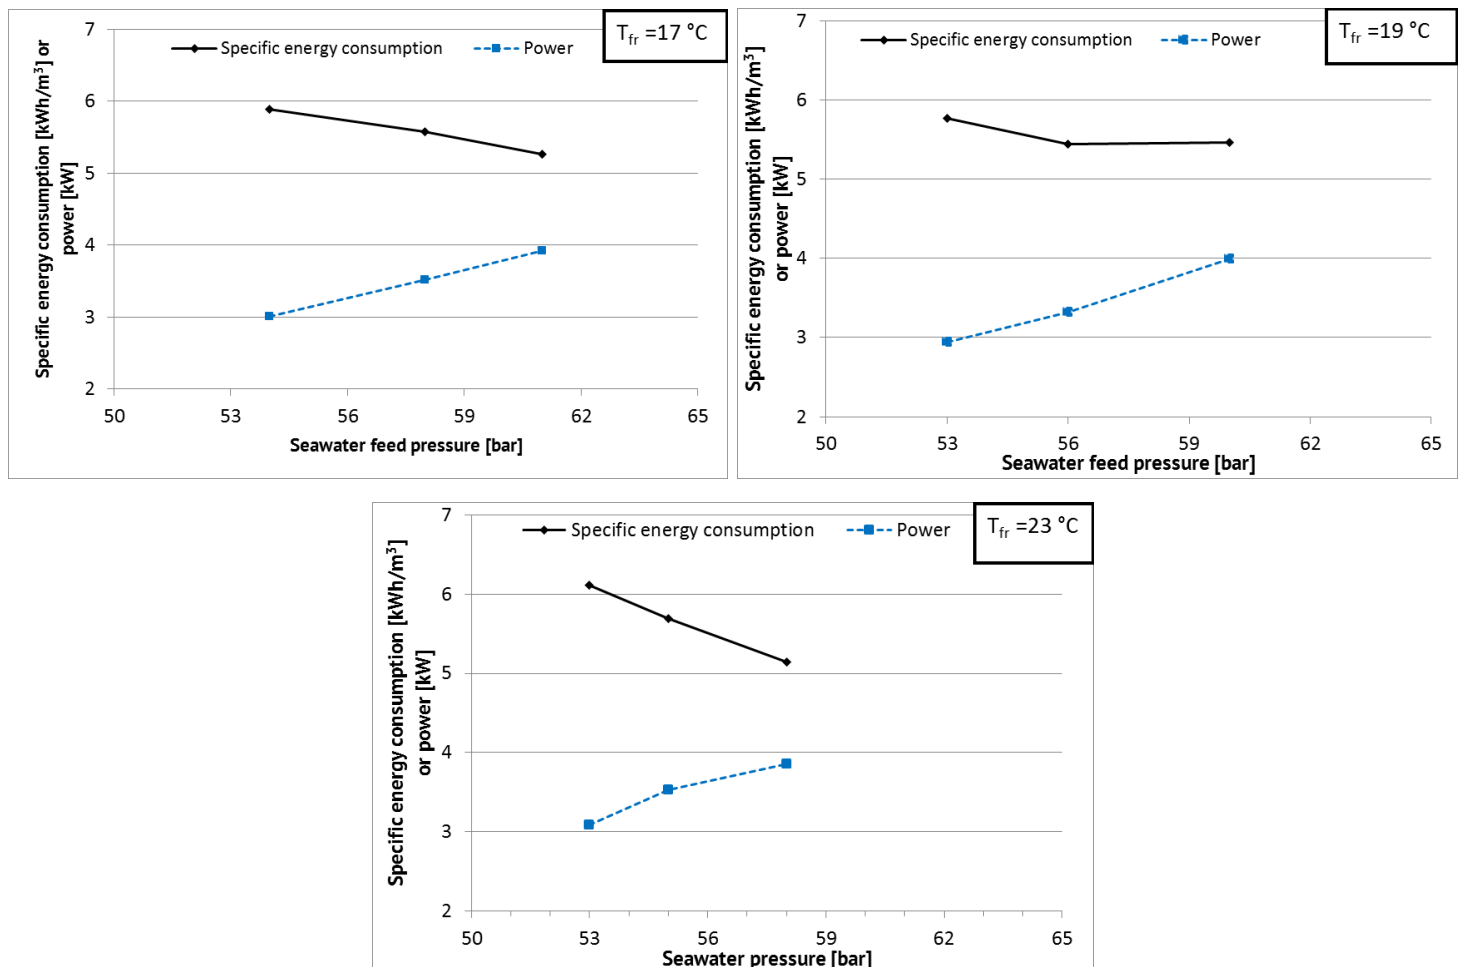 T_fr =17 °C
Specific energy consumption
Power
Specific energy consumption [kWh/m³] or
power [kW]
7
6
5
4
3
2
50 53 56 59 62 65
Seawater feed pressure [bar]
T_fr =19 °C
Specific energy consumption
Power
Specific energy consumption [kWh/m³]
or power [kW]
7
6
5
4
3
2
50 53 56 59 62 65
Seawater feed pressure [bar]
T_fr =23 °C
Specific energy consumption
Power
Specific energy consumption [kWh/m³]
or power [kW]
7
6
5
4
3
2
50 53 56 59 62 65
Seawater pressure [bar]